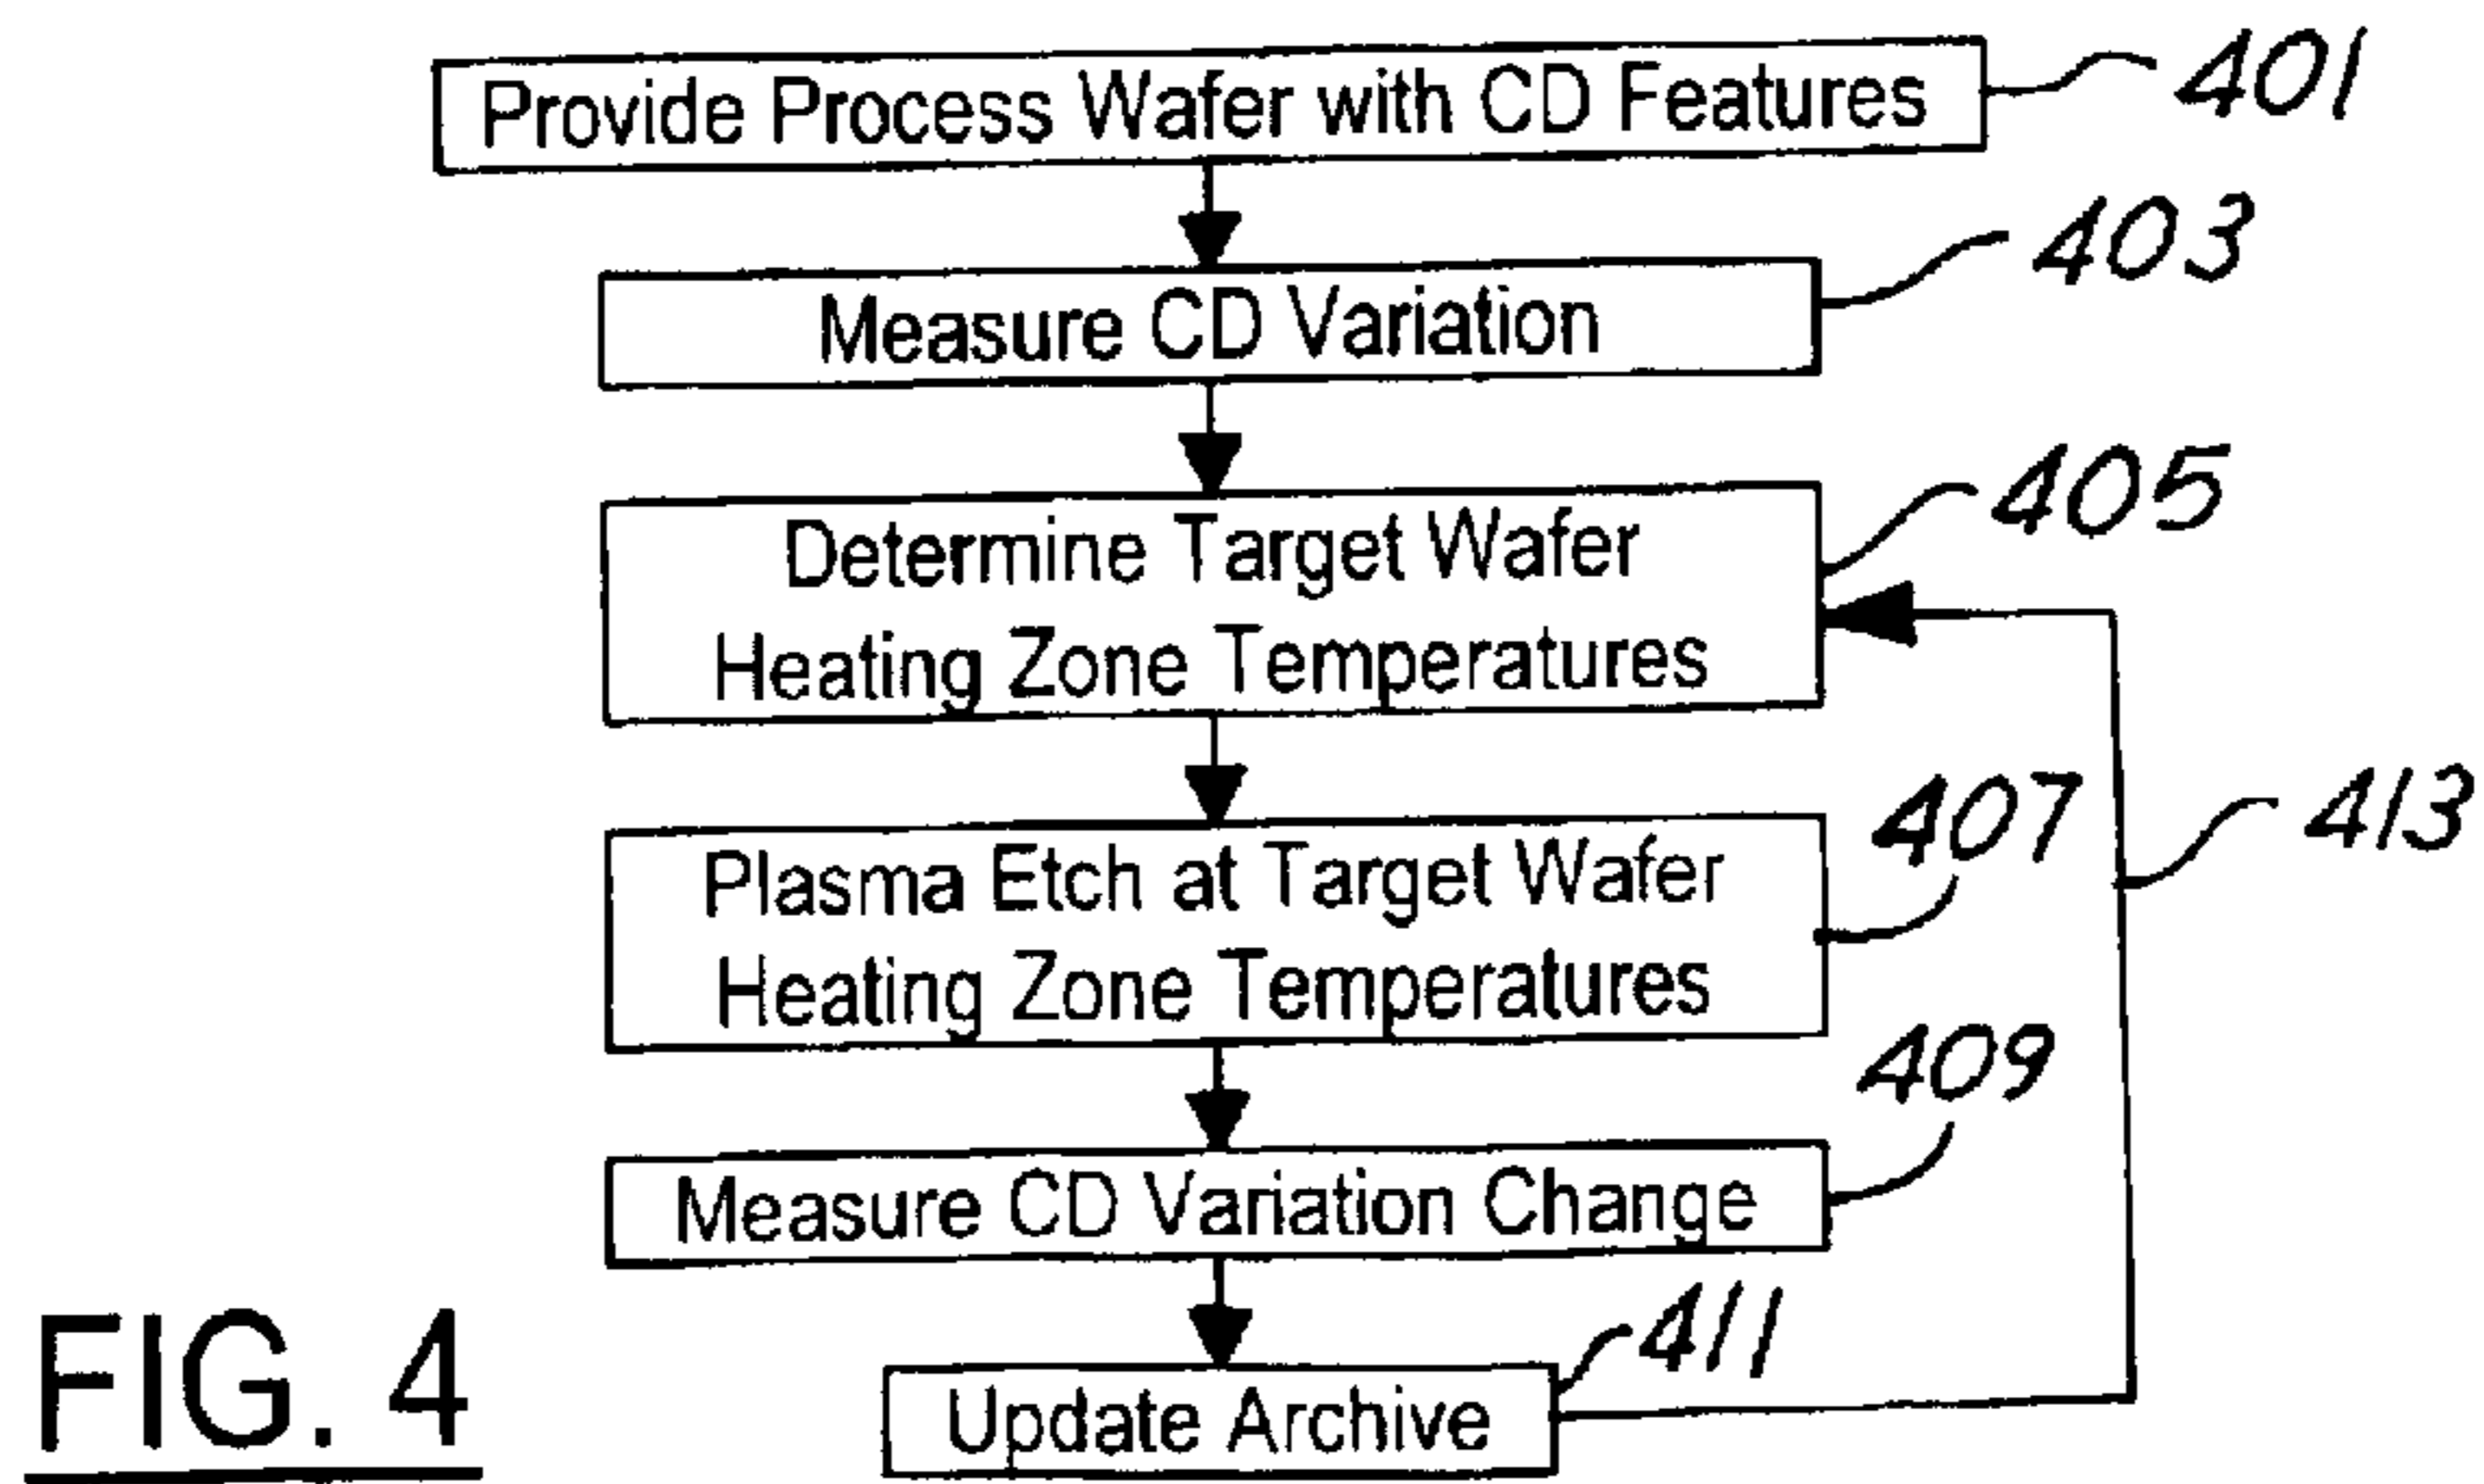 Provide Process Wafer with CD Features
401
Measure CD Variation
403
Determine Target Wafer
Heating Zone Temperatures
405
Plasma Etch at Target Wafer
Heating Zone Temperatures
407
413
Measure CD Variation Change
409
Update Archive
411
FIG. 4